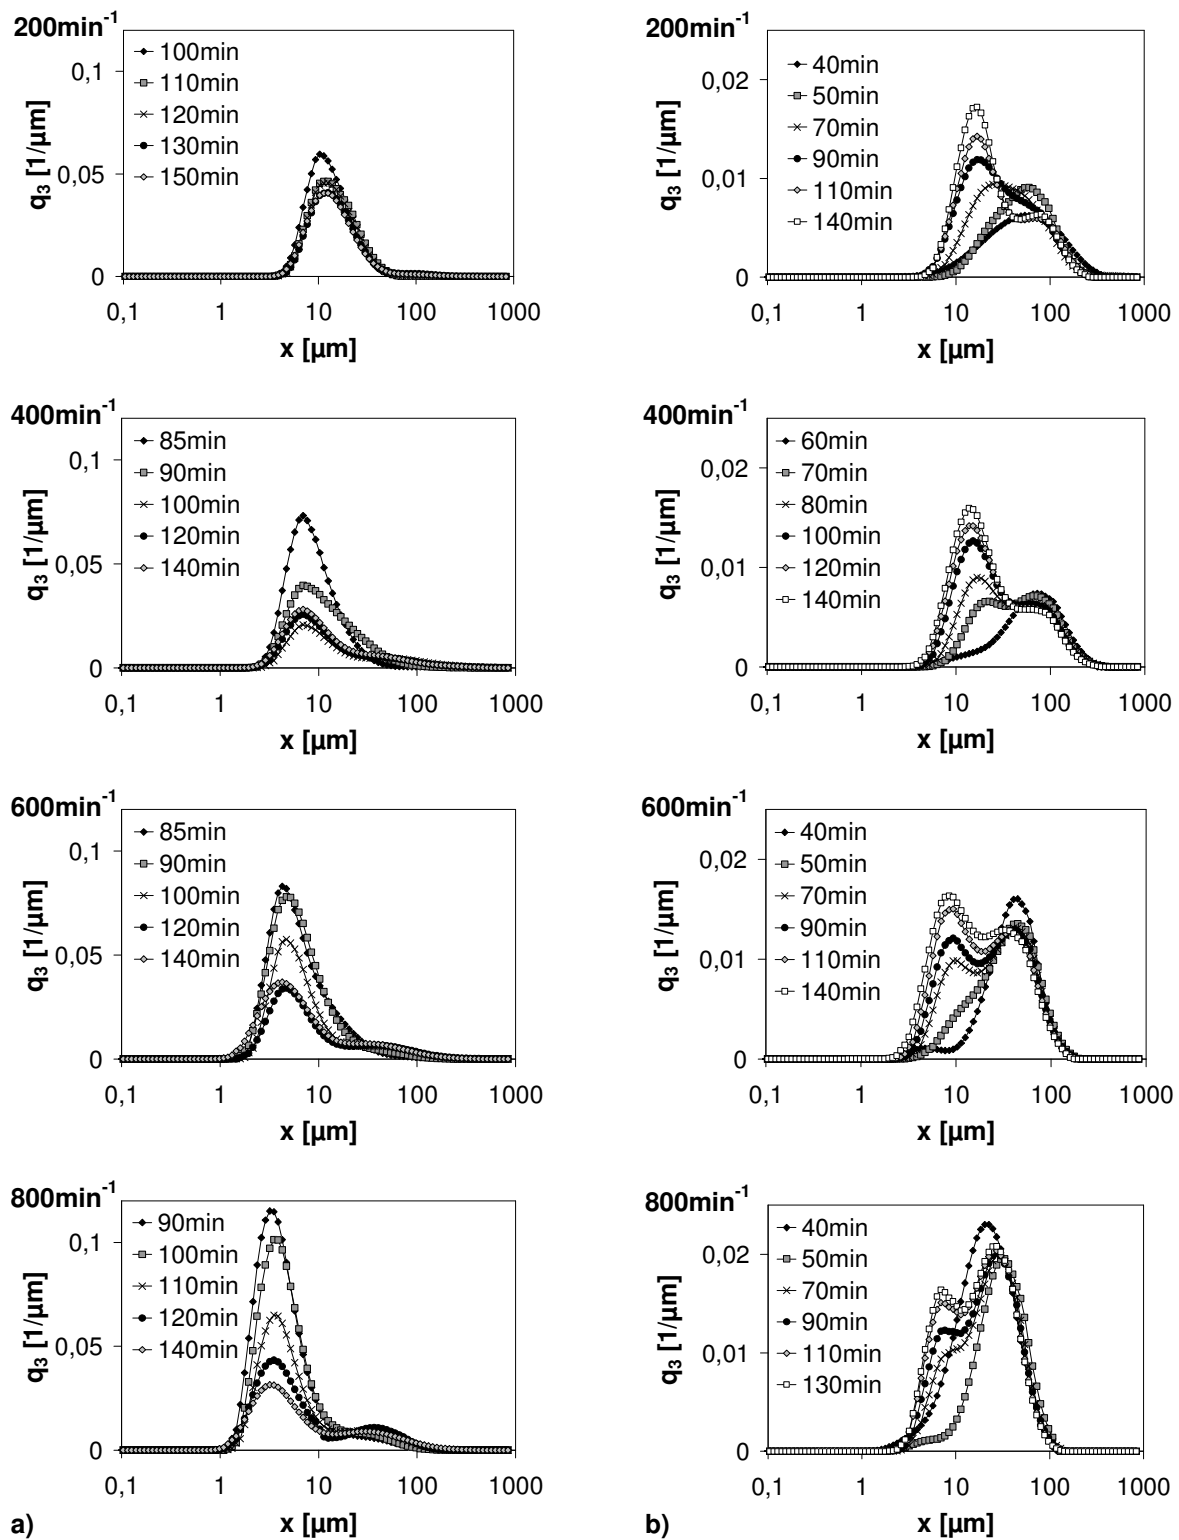 200min⁻¹
100min
110min
120min
130min
150min
0,1
0,05
0
q₃ [1/µm]
0,1 1 10 100 1000
x [µm]
200min⁻¹
40min
50min
70min
90min
110min
140min
0,02
0,01
0
q₃ [1/µm]
0,1 1 10 100 1000
x [µm]
400min⁻¹
85min
90min
100min
120min
140min
0,1
0,05
0
q₃ [1/µm]
0,1 1 10 100 1000
x [µm]
400min⁻¹
60min
70min
80min
100min
120min
140min
0,02
0,01
0
q₃ [1/µm]
0,1 1 10 100 1000
x [µm]
600min⁻¹
85min
90min
100min
120min
140min
0,1
0,05
0
q₃ [1/µm]
0,1 1 10 100 1000
x [µm]
600min⁻¹
40min
50min
70min
90min
110min
140min
0,02
0,01
0
q₃ [1/µm]
0,1 1 10 100 1000
x [µm]
800min⁻¹
90min
100min
110min
120min
140min
0,1
0,05
0
q₃ [1/µm]
0,1 1 10 100 1000
x [µm]
a)
800min⁻¹
40min
50min
70min
90min
110min
130min
0,02
0,01
0
q₃ [1/µm]
0,1 1 10 100 1000
x [µm]
b)